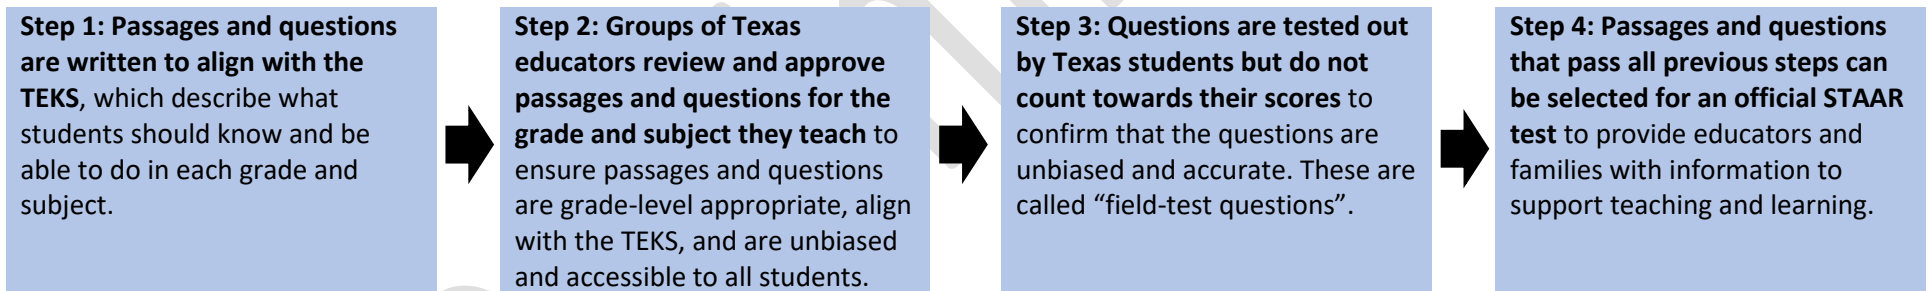 Step 1: Passages and questions
are written to align with the
TEKS, which describe what
students should know and be
able to do in each grade and
subject.
Step 2: Groups of Texas
educators review and approve
passages and questions for the
grade and subject they teach to
ensure passages and questions
are grade-level appropriate, align
with the TEKS, and are unbiased
and accessible to all students.
Step 3: Questions are tested out
by Texas students but do not
count towards their scores to
confirm that the questions are
unbiased and accurate. These are
called “field-test questions”.
Step 4: Passages and questions
that pass all previous steps can
be selected for an official STAAR
test to provide educators and
families with information to
support teaching and learning.